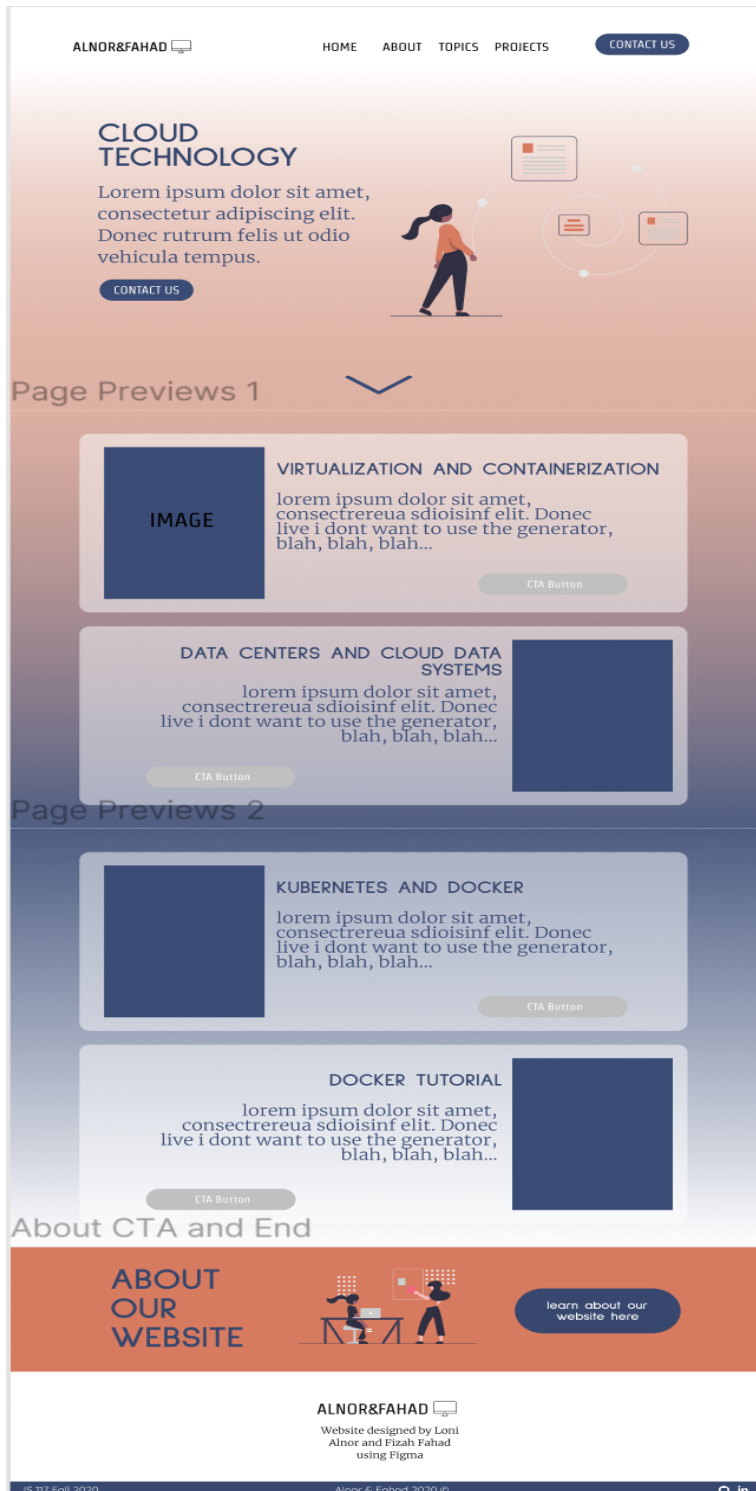 ALNOR&FAHAD
HOME ABOUT TOPICS PROJECTS
CONTACT US
CLOUD
TECHNOLOGY
Lorem ipsum dolor sit amet,
consectetur adipiscing elit.
Donec rutrum felis ut odio
vehicula tempus.
CONTACT US
Page Previews 1
IMAGE
VIRTUALIZATION AND CONTAINERIZATION
lorem ipsum dolor sit amet,
consectrereua sdioisinf elit. Donec
live i dont want to use the generator,
blah, blah, blah...
CTA Button
DATA CENTERS AND CLOUD DATA
SYSTEMS
lorem ipsum dolor sit amet,
consectrereua sdioisinf elit. Donec
live i dont want to use the generator,
blah, blah, blah...
CTA Button
Page Previews 2
KUBERNETES AND DOCKER
lorem ipsum dolor sit amet,
consectrereua sdioisinf elit. Donec
live i dont want to use the generator,
blah, blah, blah...
CTA Button
DOCKER TUTORIAL
lorem ipsum dolor sit amet,
consectrereua sdioisinf elit. Donec
live i dont want to use the generator,
blah, blah, blah...
CTA Button
About CTA and End
ABOUT
OUR
WEBSITE
learn about our
website here
ALNOR&FAHAD
Website designed by Loni
Alnor and Fizah Fahad
using Figma
IS 117 Fall 2020
Alnor & Fahad 2020 ©
in